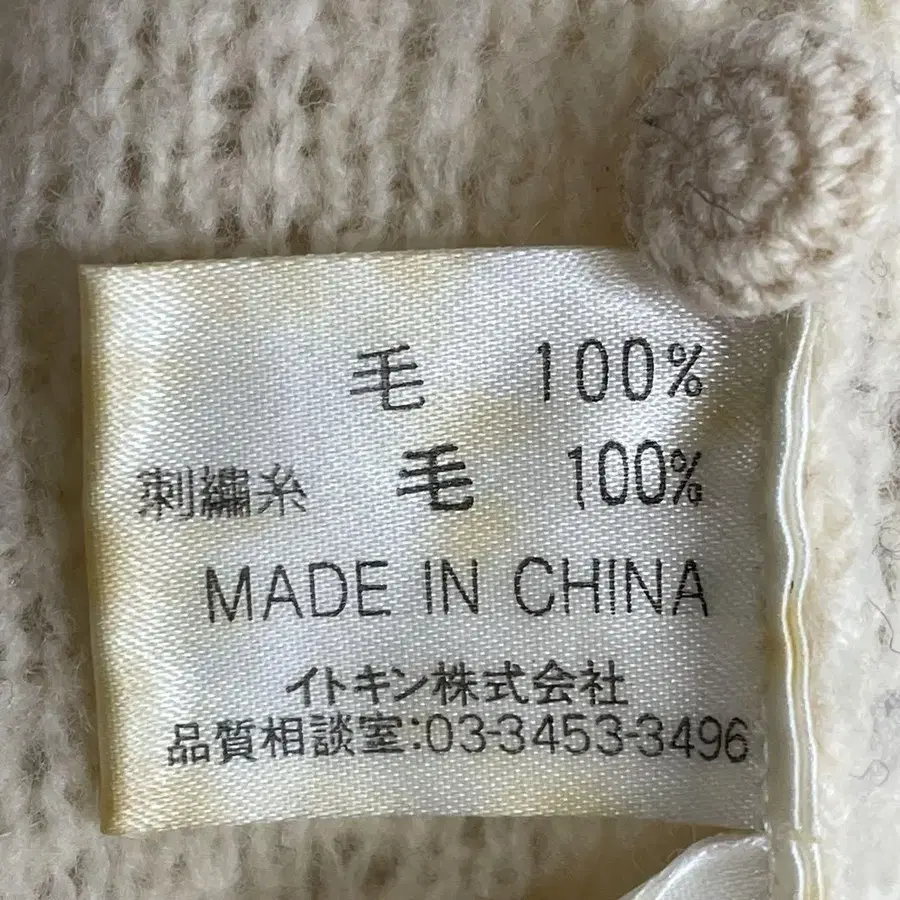 毛 100%
刺繍糸 毛 100%
MADE IN CHINA
イトキン株式会社
品質相談室:03-3453-3496